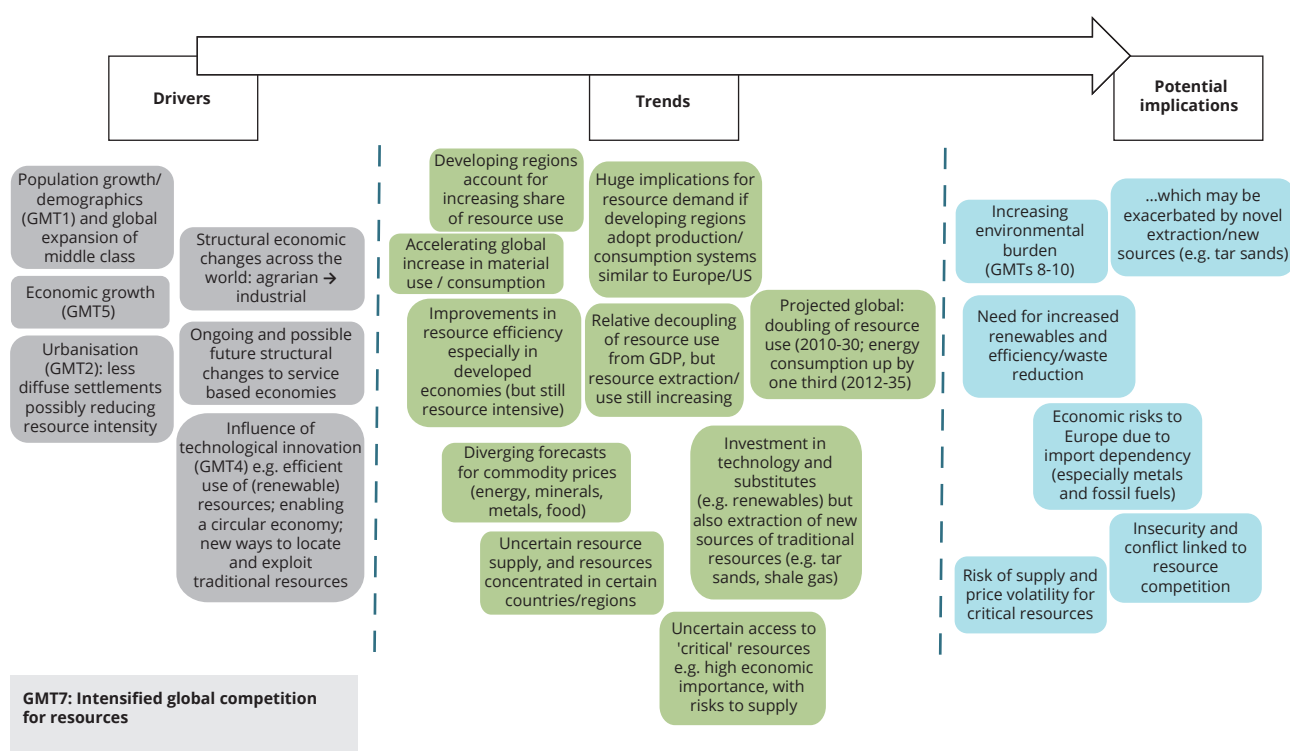 Drivers
Trends
Potential
implications
Population growth/
demographics
(GMT1) and global
expansion of
middle class
Economic growth
(GMT5)
Urbanisation
(GMT2): less
diffuse settlements
possibly reducing
resource intensity
Structural economic
changes across the
world: agrarian →
industrial
Ongoing and possible
future structural
changes to service
based economies
Influence of
technological innovation
(GMT4) e.g. efficient
use of (renewable)
resources; enabling
a circular economy;
new ways to locate
and exploit
traditional resources
Developing regions
account for
increasing share
of resource use
Accelerating global
increase in material
use / consumption
Improvements in
resource efficiency
especially in
developed
economies (but still
resource intensive)
Huge implications for
resource demand if
developing regions
adopt production/
consumption systems
similar to Europe/US
Relative decoupling
of resource use
from GDP, but
resource extraction/
use still increasing
Projected global:
doubling of resource
use (2010-30; energy
consumption up by
one third (2012-35)
Diverging forecasts
for commodity prices
(energy, minerals,
metals, food)
Uncertain resource
supply, and resources
concentrated in certain
countries/regions
Investment in
technology and
substitutes
(e.g. renewables) but
also extraction of new
sources of traditional
resources (e.g. tar
sands, shale gas)
Uncertain access to
'critical' resources
e.g. high economic
importance, with
risks to supply
Increasing
environmental
burden
(GMTs 8-10)
...which may be
exacerbated by novel
extraction/new
sources (e.g. tar sands)
Need for increased
renewables and
efficiency/waste
reduction
Economic risks to
Europe due to
import dependency
(especially metals
and fossil fuels)
Insecurity and
conflict linked to
resource
competition
Risk of supply and
price volatility for
critical resources
GMT7: Intensified global competition
for resources